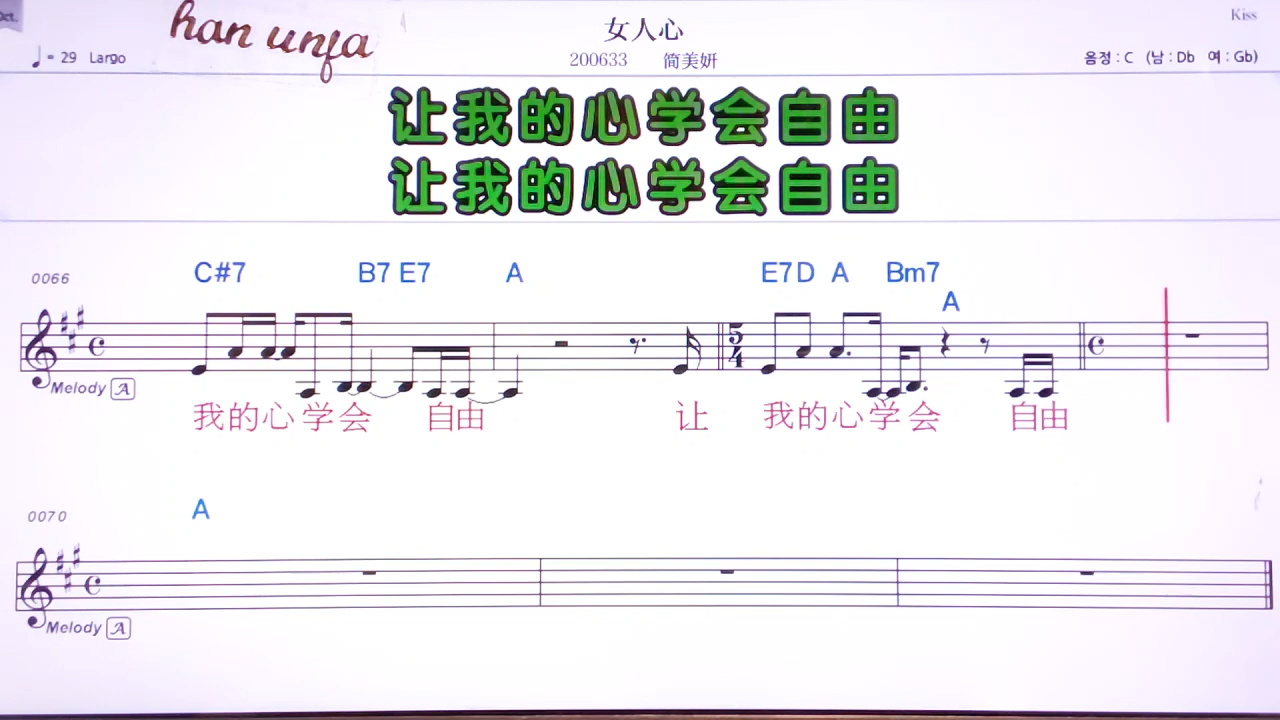 Oct.
han unfa
女人心
Kiss
= 29 Largo
200633 简美妍
음정 : C (남 : Db 여 : Gb)
让我的心学会自由
让我的心学会自由
0066
C#7 B7 E7 A E7 D A Bm7 A
5/4
Melody A
我的心学会 自由 让 我的心学会 自由
0070
A
Melody A